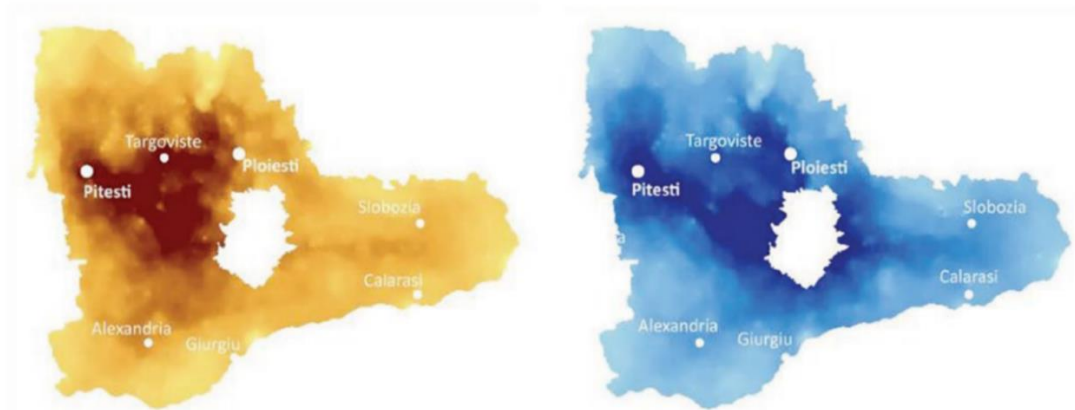 Targoviste
Ploiesti
Pitesti
Slobozia
Calarasi
Alexandria
Giurgiu
Targoviste
Ploiesti
Pitesti
Slobozia
a
Calarasi
Alexandria
Giurgiu